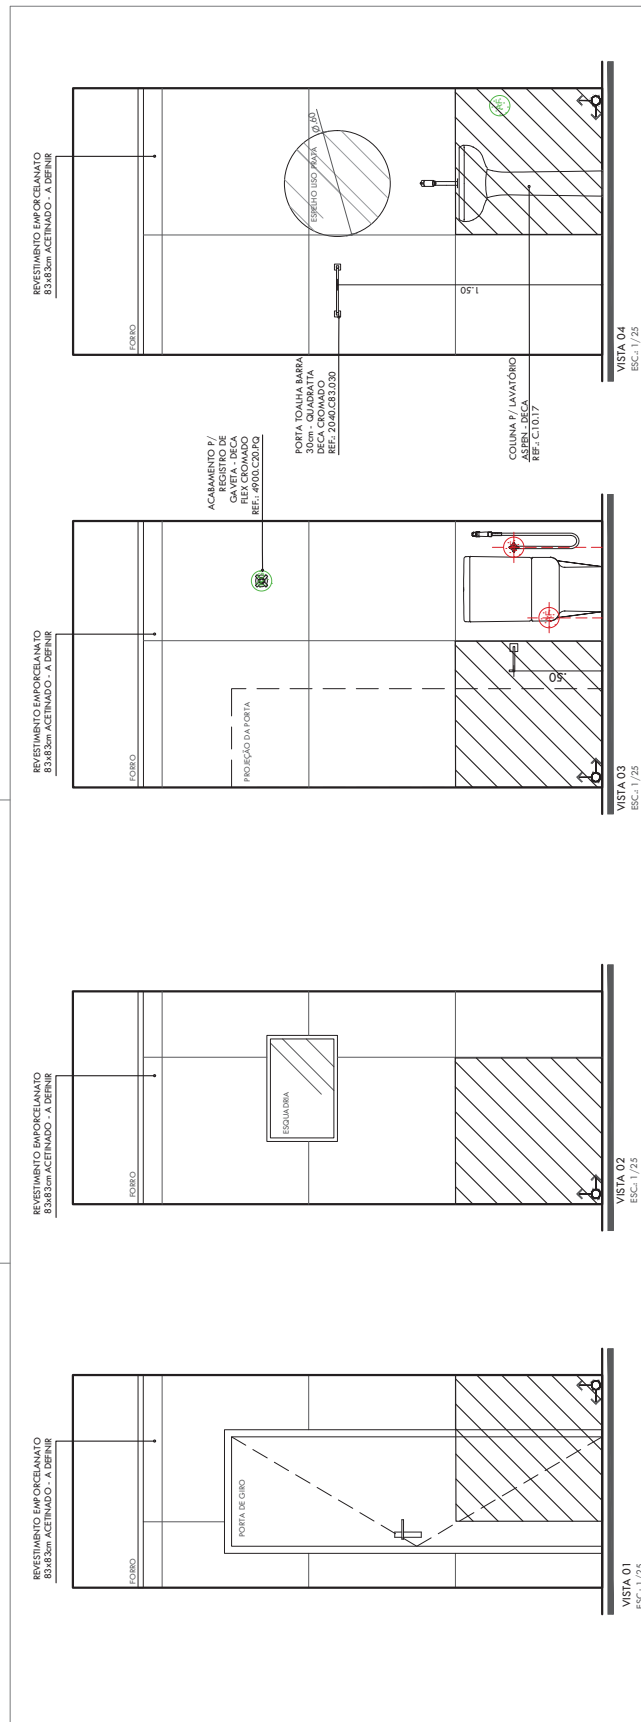 REVESTIMENTO EMPORCELANATO
83x83cm ACETINADO - A DEFINIR
FORRO
PORTA DE GIRO
VISTA 01
ESC.: 1/25
REVESTIMENTO EMPORCELANATO
83x83cm ACETINADO - A DEFINIR
FORRO
ESQUADRIA
VISTA 02
ESC.: 1/25
REVESTIMENTO EMPORCELANATO
83x83cm ACETINADO - A DEFINIR
FORRO
PROJEÇÃO DA PORTA
.50
VISTA 03
ESC.: 1/25
ACABAMENTO P/
REGISTRO DE
GAVETA - DECA
FLEX CROMADO
REF.: 4900.C20.PQ
REVESTIMENTO EMPORCELANATO
83x83cm ACETINADO - A DEFINIR
FORRO
ESPELHO LISO PRATA
Ø.60
PORTA TOALHA BARRA
30cm - QUADRATTA
DECA CROMADO
REF.: 2040.C83.030
1.50
COLUNA P/ LAVATÓRIO
ASPEN - DECA
REF.: C.10.17
VISTA 04
ESC.: 1/25